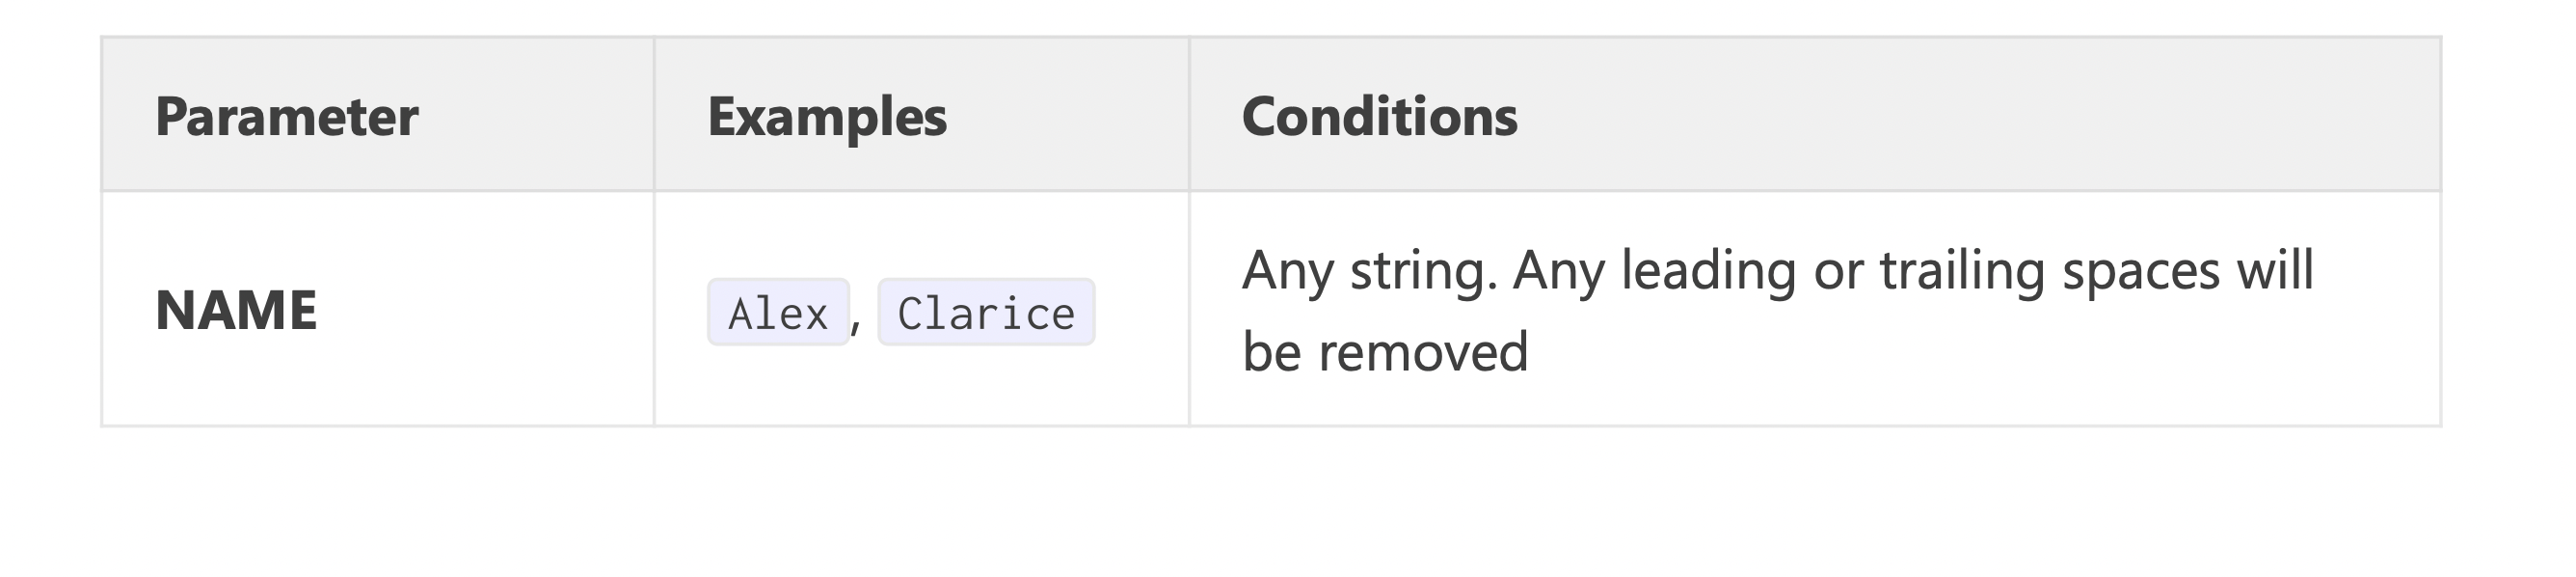 Parameter Examples Conditions
NAME Alex, Clarice Any string. Any leading or trailing spaces will
be removed